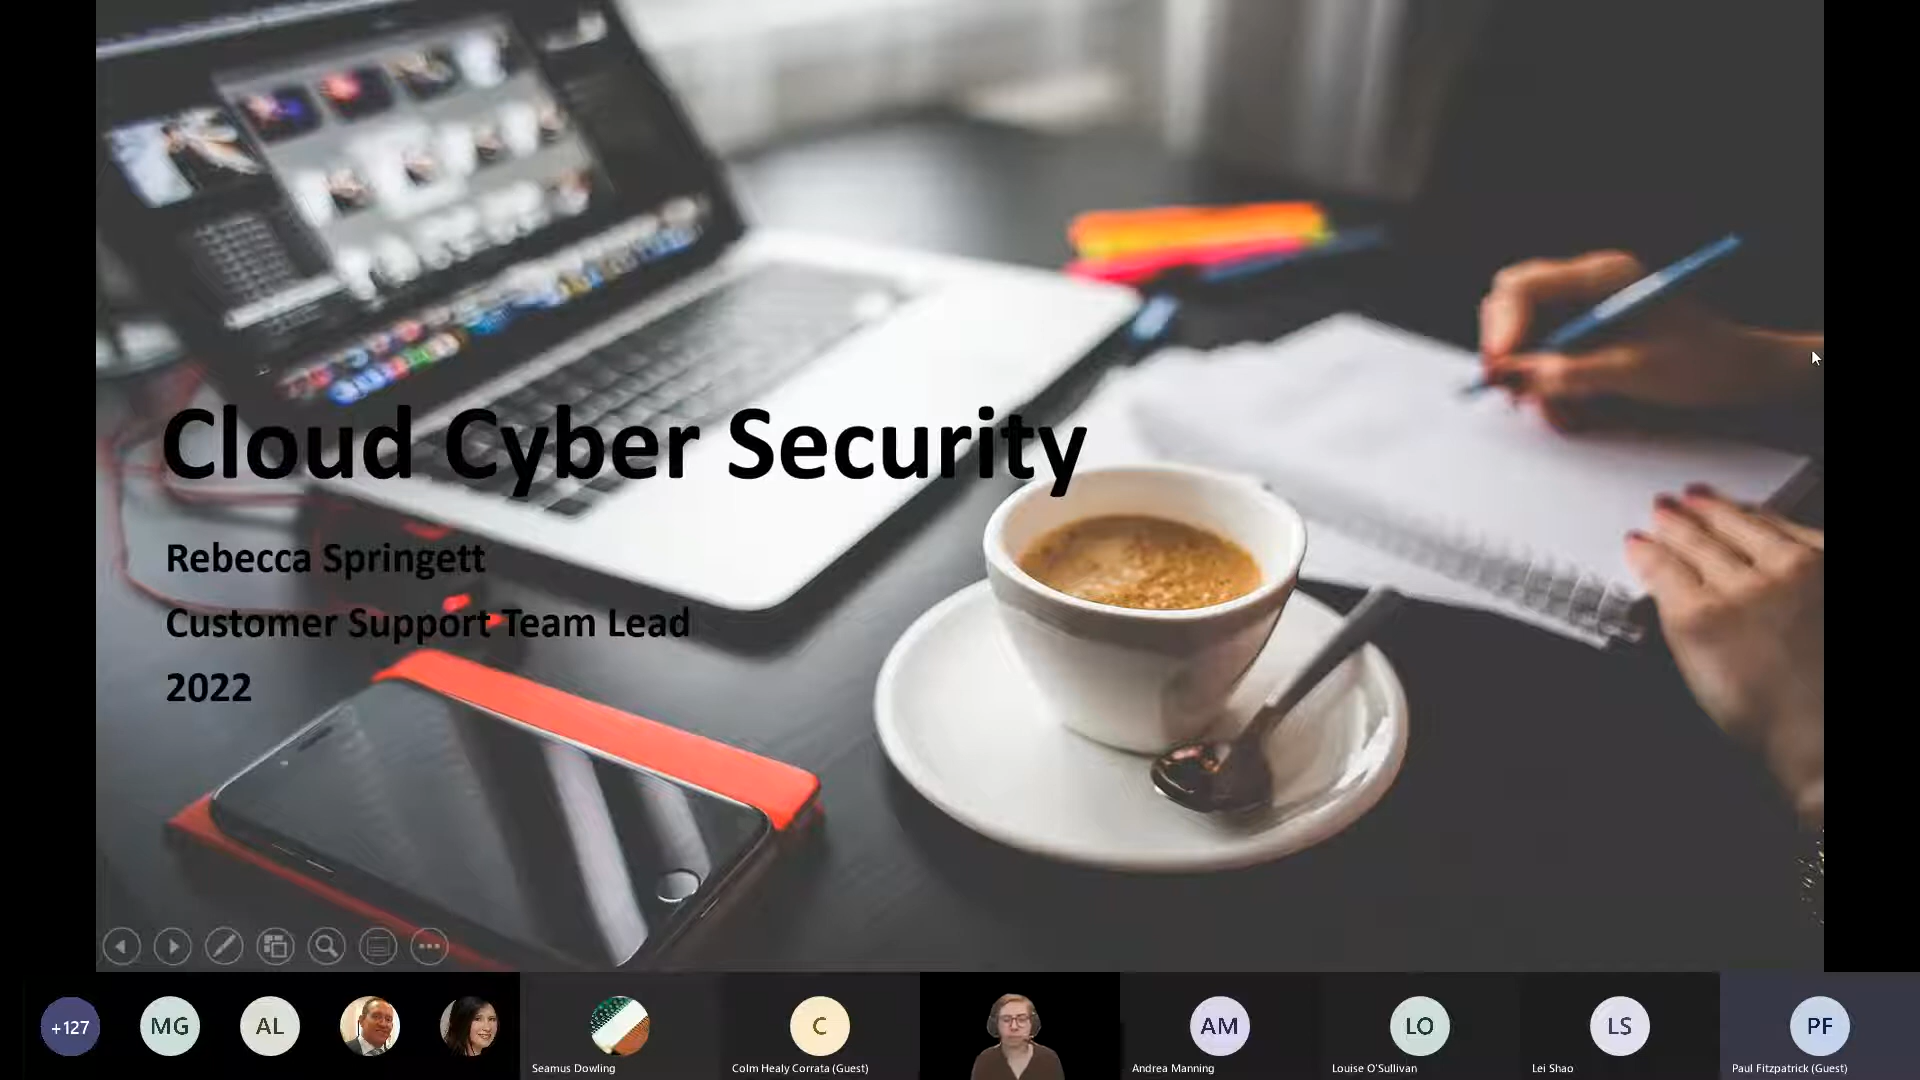 Cloud Cyber Security
Rebecca Springett
Customer Support Team Lead
2022
+127
MG
AL
C
AM
LO
LS
PF
Seamus Dowling
Colm Healy Corrata (Guest)
Andrea Manning
Louise O'Sullivan
Lei Shao
Paul Fitzpatrick (Guest)